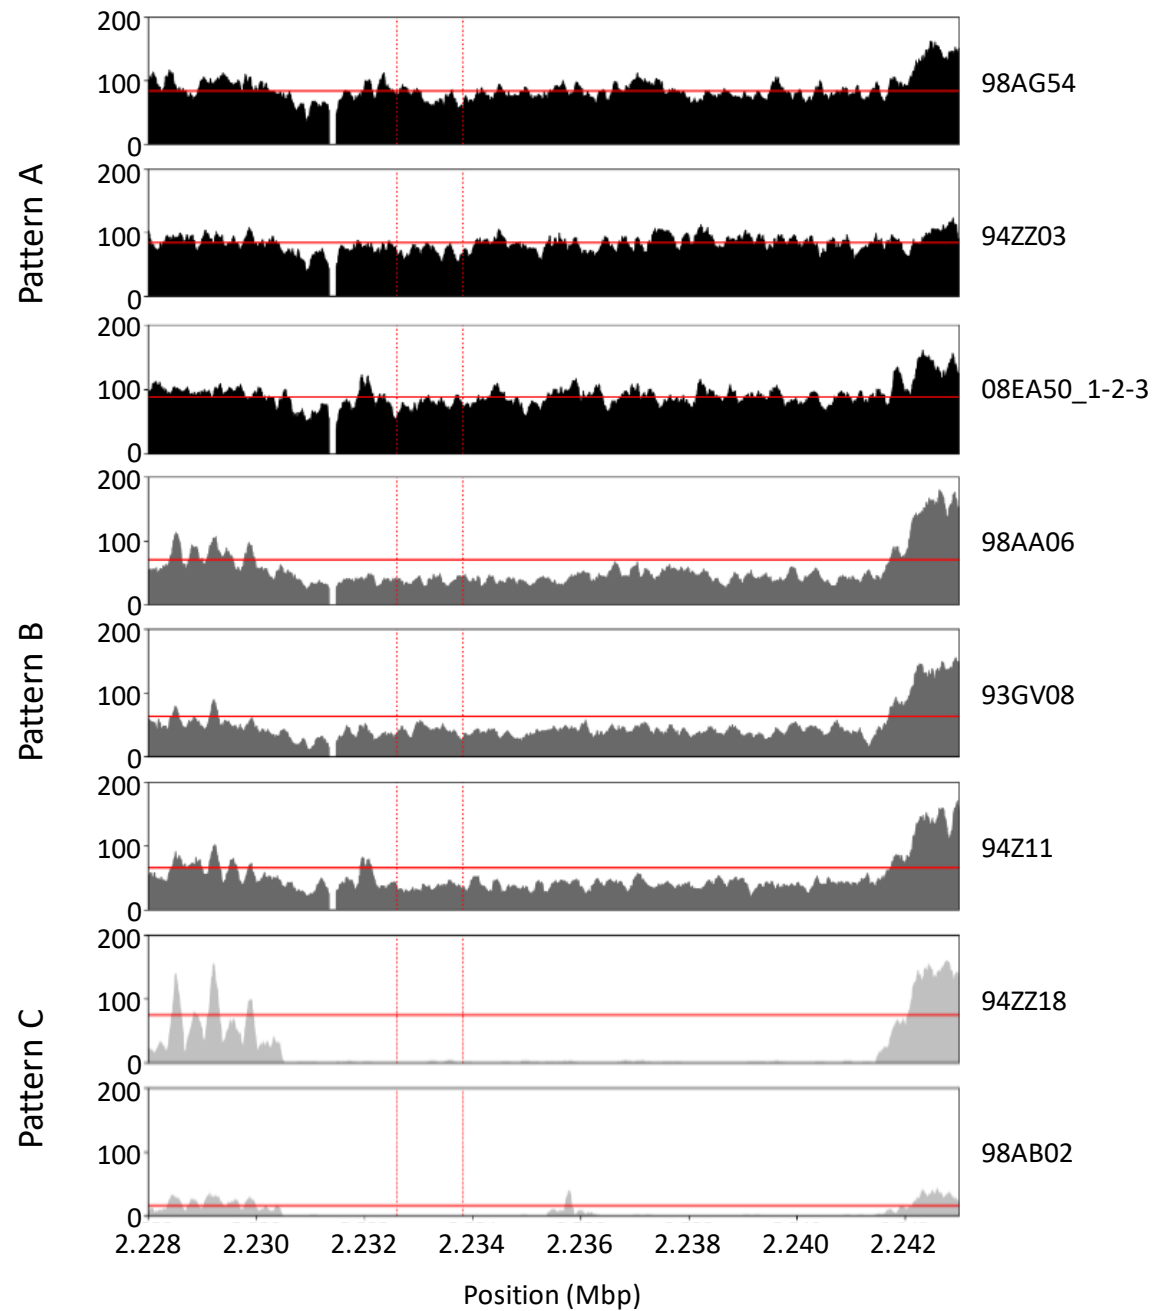 Pattern A
200
100
0
98AG54
200
100
0
94ZZ03
200
100
0
08EA50_1-2-3
Pattern B
200
100
0
98AA06
200
100
0
93GV08
200
100
0
94Z11
Pattern C
200
100
0
94ZZ18
200
100
0
98AB02
2.228 2.230 2.232 2.234 2.236 2.238 2.240 2.242
Position (Mbp)